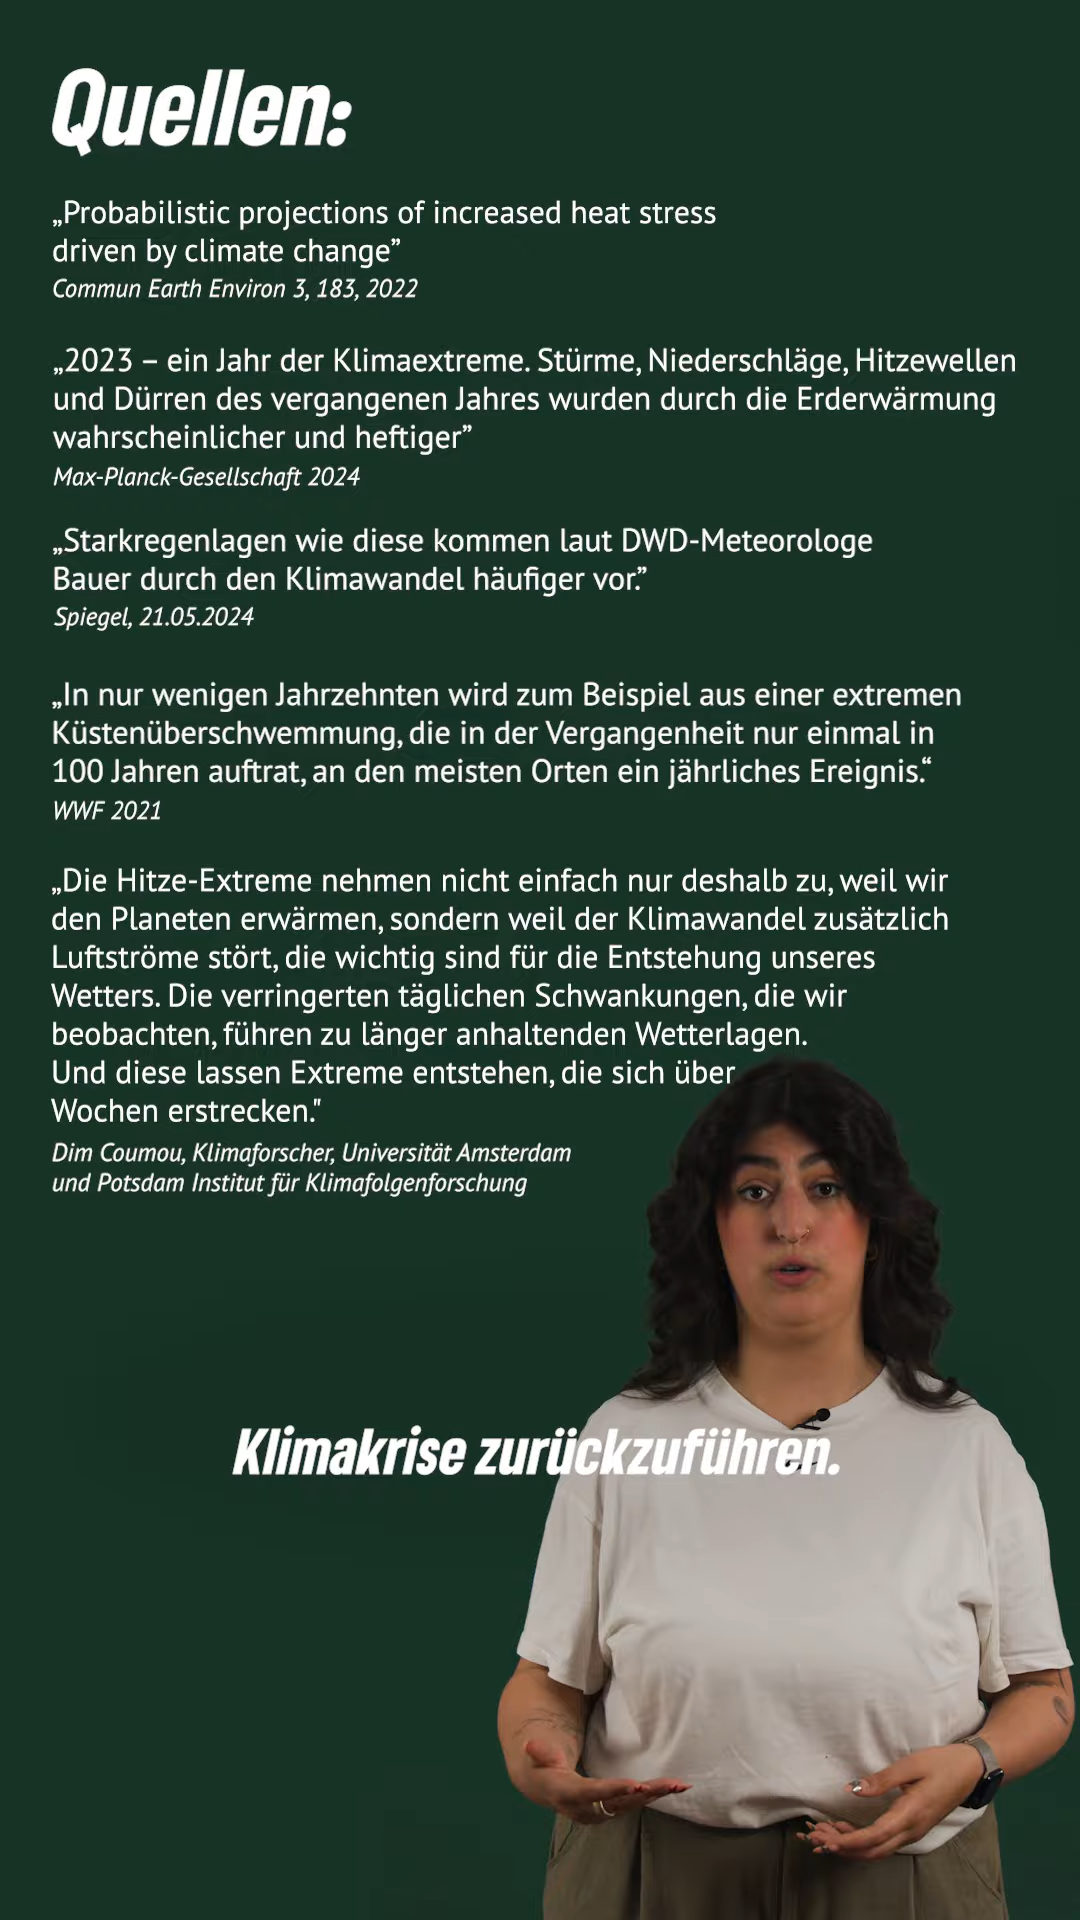 Quellen:
„Probabilistic projections of increased heat stress
driven by climate change”
Commun Earth Environ 3, 183, 2022
„2023 – ein Jahr der Klimaextreme. Stürme, Niederschläge, Hitzewellen
und Dürren des vergangenen Jahres wurden durch die Erderwärmung
wahrscheinlicher und heftiger”
Max-Planck-Gesellschaft 2024
„Starkregenlagen wie diese kommen laut DWD-Meteorologe
Bauer durch den Klimawandel häufiger vor.”
Spiegel, 21.05.2024
„In nur wenigen Jahrzehnten wird zum Beispiel aus einer extremen
Küstenüberschwemmung, die in der Vergangenheit nur einmal in
100 Jahren auftrat, an den meisten Orten ein jährliches Ereignis.“
WWF 2021
„Die Hitze-Extreme nehmen nicht einfach nur deshalb zu, weil wir
den Planeten erwärmen, sondern weil der Klimawandel zusätzlich
Luftströme stört, die wichtig sind für die Entstehung unseres
Wetters. Die verringerten täglichen Schwankungen, die wir
beobachten, führen zu länger anhaltenden Wetterlagen.
Und diese lassen Extreme entstehen, die sich über
Wochen erstrecken."
Dim Coumou, Klimaforscher, Universität Amsterdam
und Potsdam Institut für Klimafolgenforschung
Klimakrise zurückzuführen.